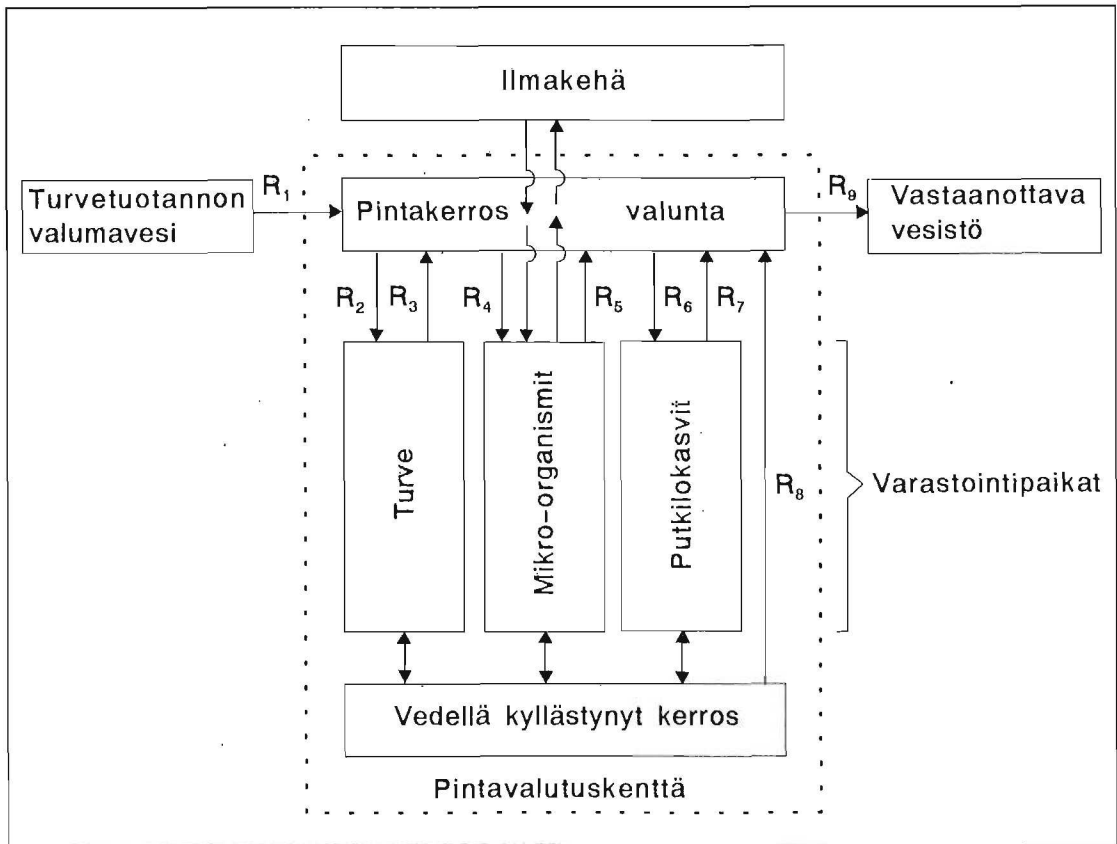 Ilmakehä
Turvetuotannon
valumavesi
R₁
Pintakerros valunta
R₉
Vastaanottava
vesistö
R₂ R₃ R₄ R₅ R₆ R₇
Turve
Mikro-organismit
Putkilokasvit
R₈
Varastointipaikat
Vedellä kyllästynyt kerros
Pintavalutuskenttä